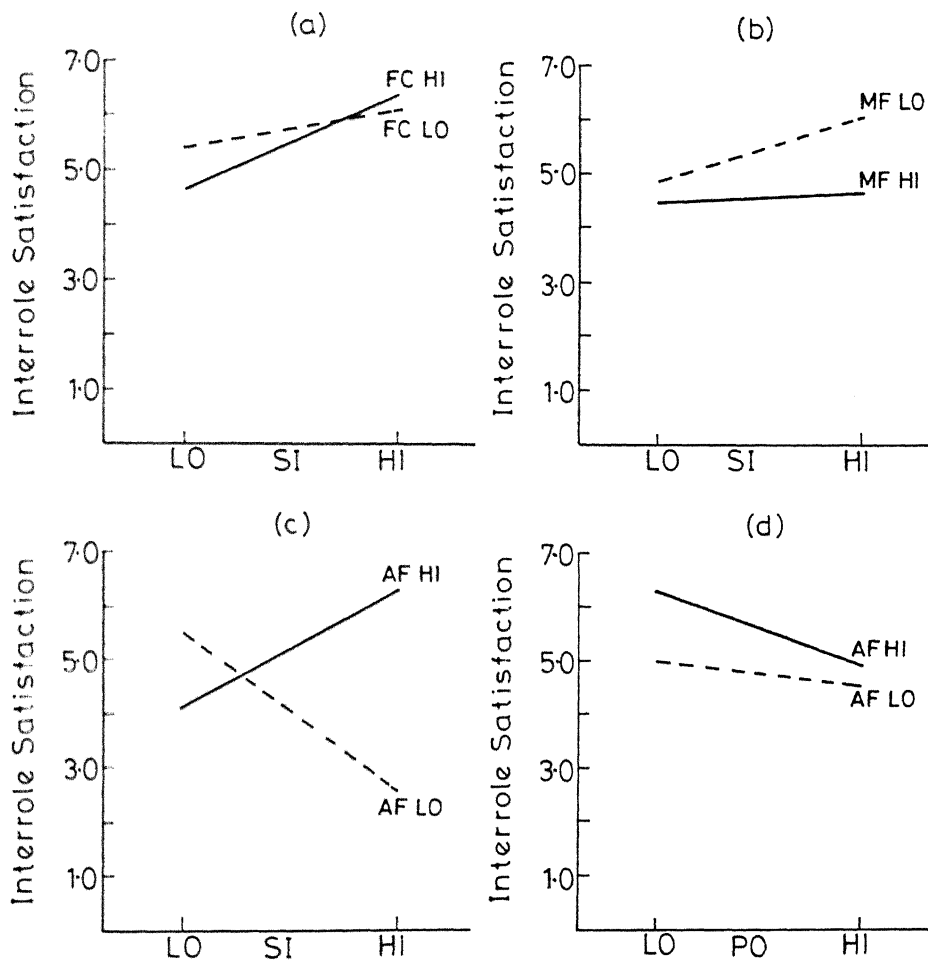 (a)
Interrole Satisfaction
7·0
5·0
3·0
1·0
FC HI
FC LO
LO SI HI
(b)
Interrole Satisfaction
7·0
5·0
3·0
1·0
MF LO
MF HI
LO SI HI
(c)
Interrole Satisfaction
7·0
5·0
3·0
1·0
AF HI
AF LO
LO SI HI
(d)
Interrole Satisfaction
7·0
5·0
3·0
1·0
AF HI
AF LO
LO PO HI